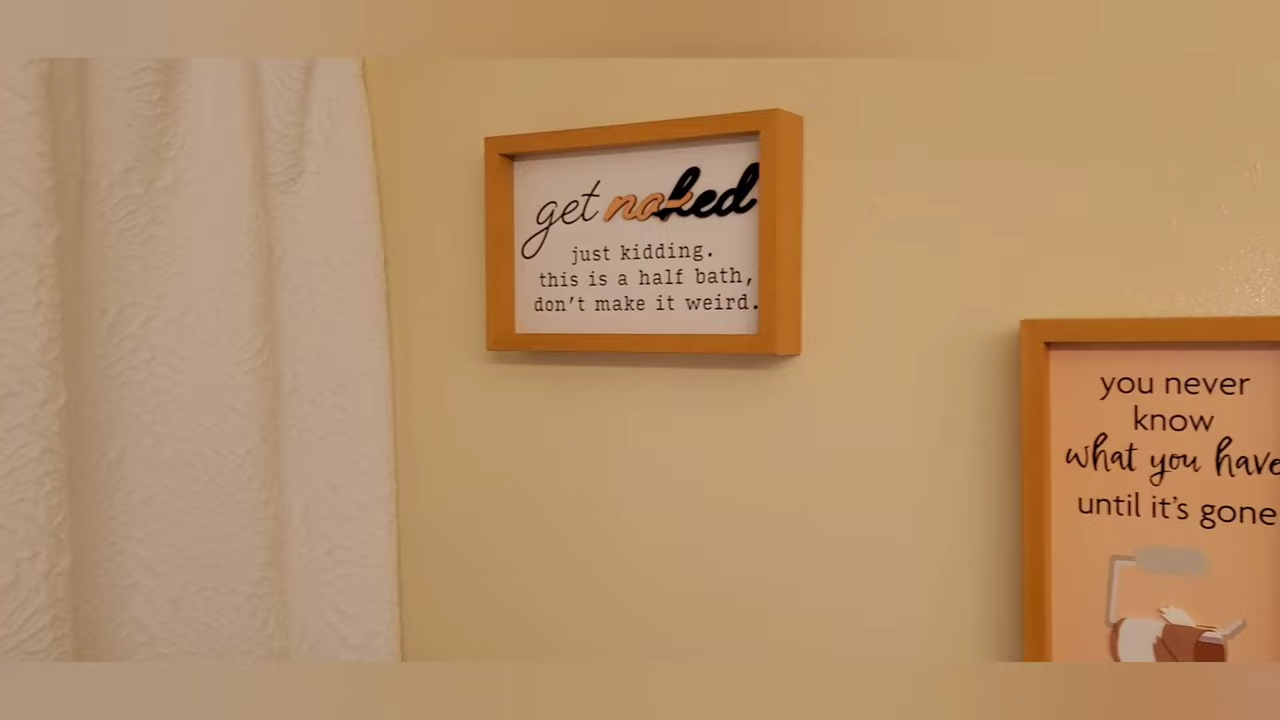 get naked
just kidding.
this is a half bath,
don't make it weird.
you never
know
what you have
until it's gone